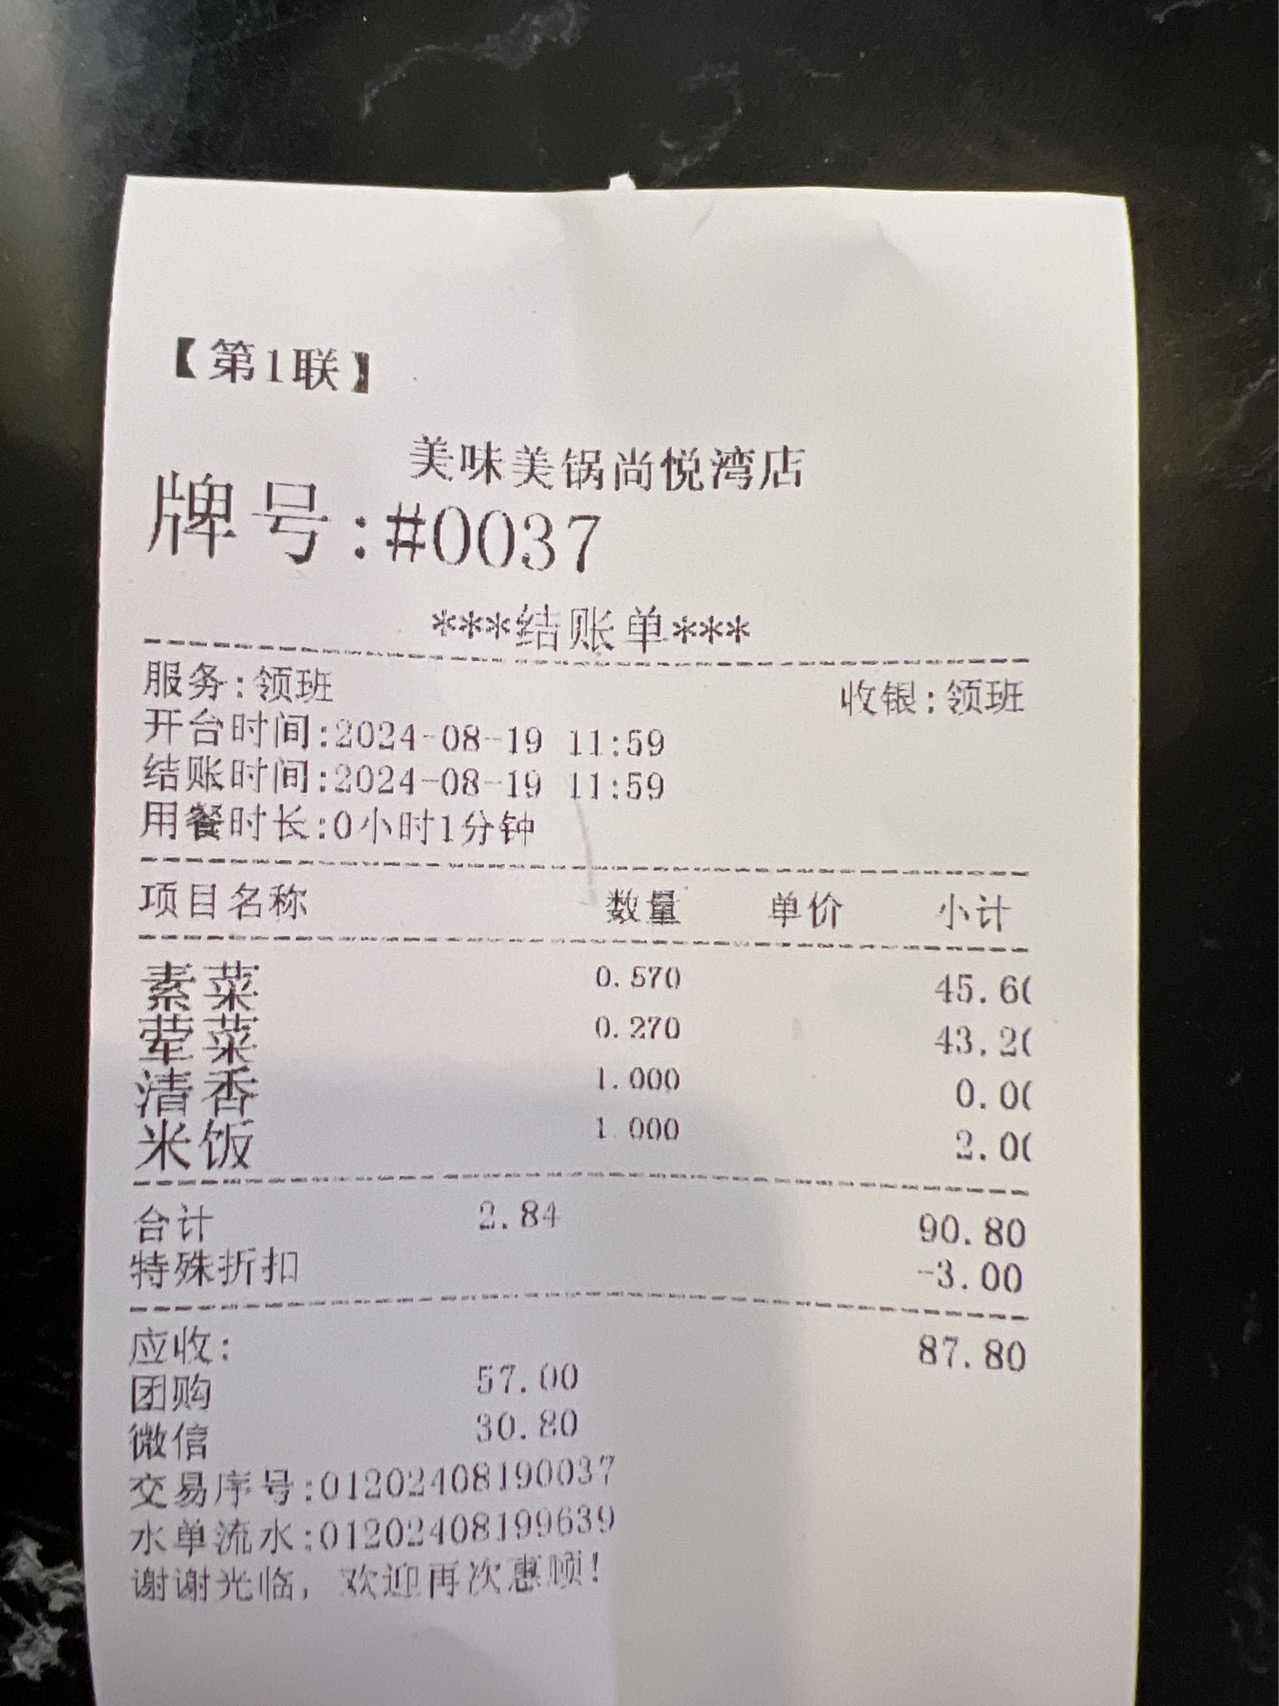 【第1联】
美味美锅尚悦湾店
牌号:#0037
***结账单***
服务:领班 收银:领班
开台时间:2024-08-19 11:59
结账时间:2024-08-19 11:59
用餐时长:0小时1分钟
项目名称 数量 单价 小计
素菜 0.570 45.60
荤菜 0.270 43.20
清香 1.000 0.00
米饭 1.000 2.00
合计 2.84 90.80
特殊折扣 -3.00
应收: 87.80
团购 57.00
微信 30.80
交易序号:01202408190037
水单流水:01202408199639
谢谢光临, 欢迎再次惠顾!